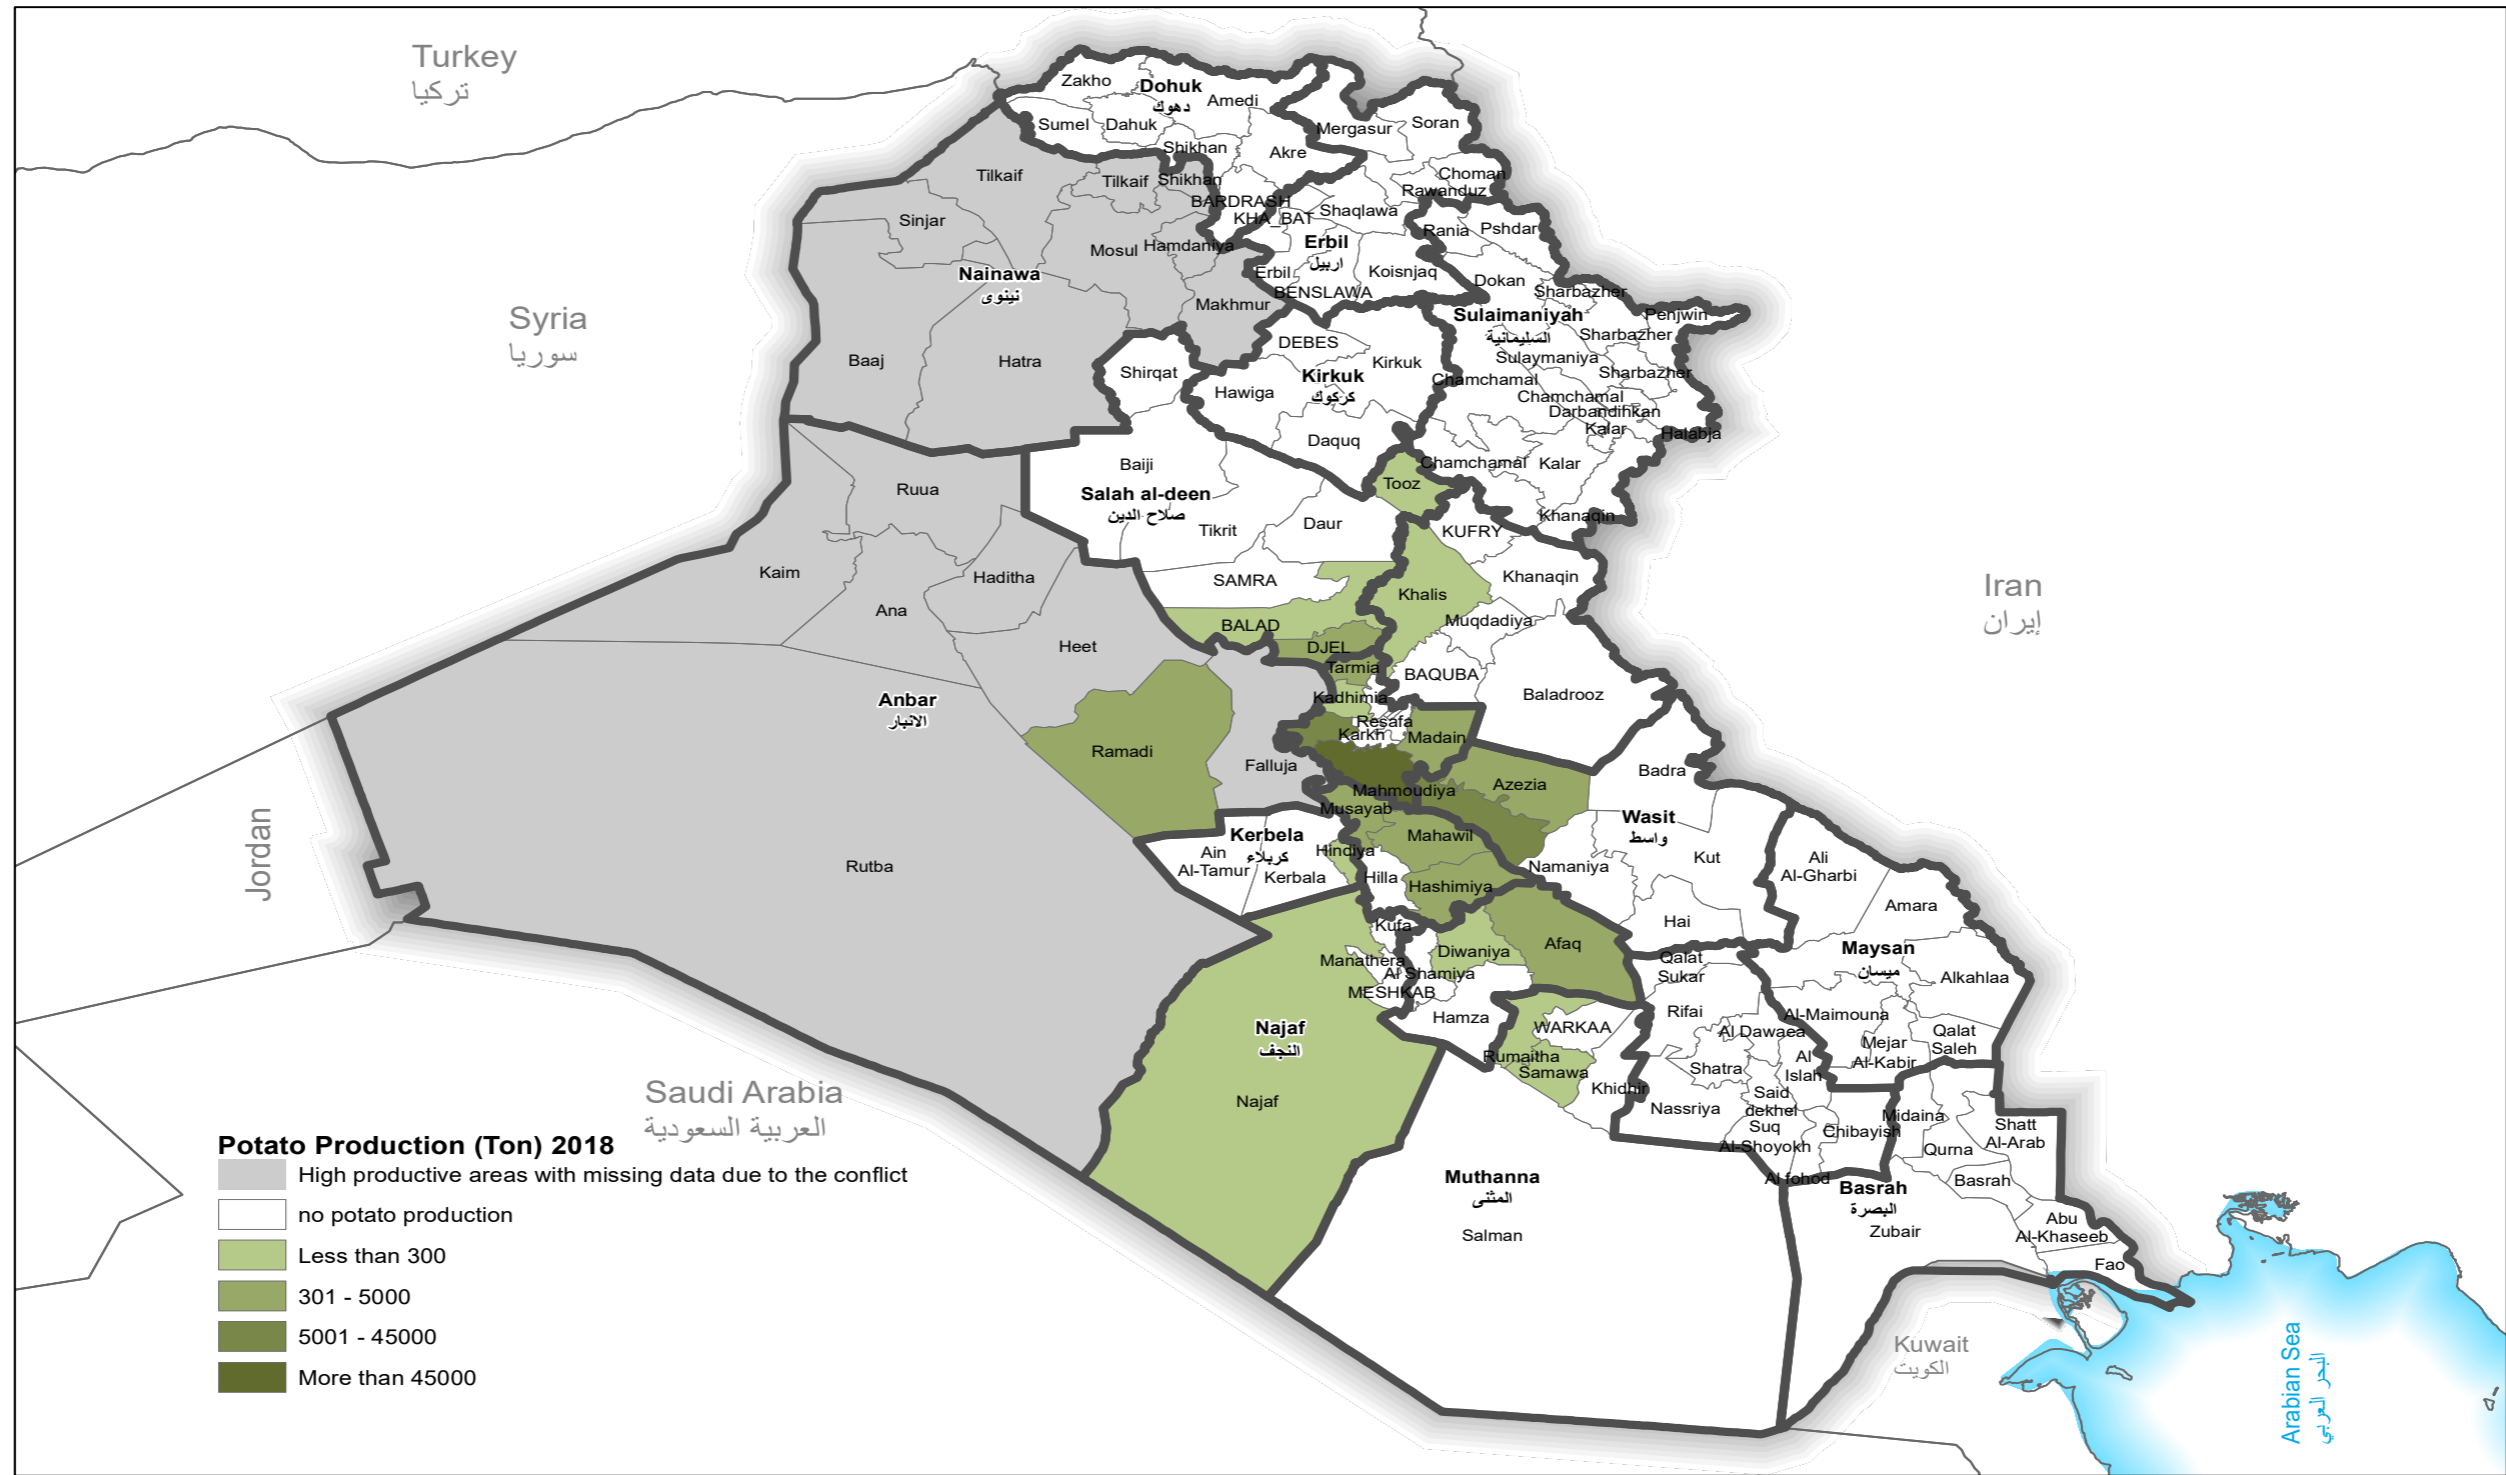 Turkey
تركيا
Syria
سوريا
Jordan
Saudi Arabia
العربية السعودية
Iran
إيران
Kuwait
الكويت
Arabian Sea
البحر العربي
Zakho
Dohuk
دهوك
Amedi
Sumel
Dahuk
Shikhan
Akre
Mergasur
Soran
Choman
Rawanduz
Tilkaif
Tilkaif
Shikhan
BARDRASH
KHA_BAT
Shaqlawa
Sinjar
Mosul
Hamdaniya
Erbil
اربيل
Rania
Pshdar
Nainawa
نينوى
Erbil
Koisnjaq
BENSLAWA
Dokan
Sharbazher
Makhmur
Sulaimaniyah
السليمانية
Penjwin
Sharbazher
DEBES
Kirkuk
Sulaymaniya
Sharbazher
Baaj
Hatra
Shirqat
Hawiga
Kirkuk
كركوك
Chamchamal
Chamchamal
Darbandihkan
Kalar
Halabja
Daquq
Chamchamal
Kalar
Baiji
Salah al-deen
صلاح الدين
Tooz
Ruua
Tikrit
Daur
KUFRY
Khanaqin
Kaim
Haditha
SAMRA
Khalis
Khanaqin
Ana
BALAD
Muqdadiya
Heet
DJEL
Tarmia
BAQUBA
Baladrooz
Anbar
الانبار
Kadhimia
Resafa
Karkh
Madain
Ramadi
Falluja
Mahmoudiya
Azezia
Badra
Musayab
Wasit
واسط
Kerbela
كربلاء
Mahawil
Ain
Al-Tamur
Kerbala
Hindiya
Hilla
Hashimiya
Namaniya
Kut
Ali
Al-Gharbi
Rutba
Hai
Amara
Kufa
Diwaniya
Afaq
Maysan
ميسان
Manathera
Al Shamiya
MESHKAB
Qalat
Sukar
Alkahlaa
Hamza
Rifai
Al-Maimouna
Najaf
النجف
WARKAA
Al Dawaea
Mejar
Al-Kabir
Qalat
Saleh
Rumaitha
Samawa
Khidhir
Shatra
Al
Islah
Najaf
Nassriya
Said
dekhel
Suq
Al-Shoyokh
Chibayish
Midaina
Shatt
Al-Arab
Qurna
Al fohod
Muthanna
المثنى
Basrah
البصرة
Basrah
Salman
Zubair
Abu
Al-Khaseeb
Fao
Potato Production (Ton) 2018
High productive areas with missing data due to the conflict
no potato production
Less than 300
301 - 5000
5001 - 45000
More than 45000